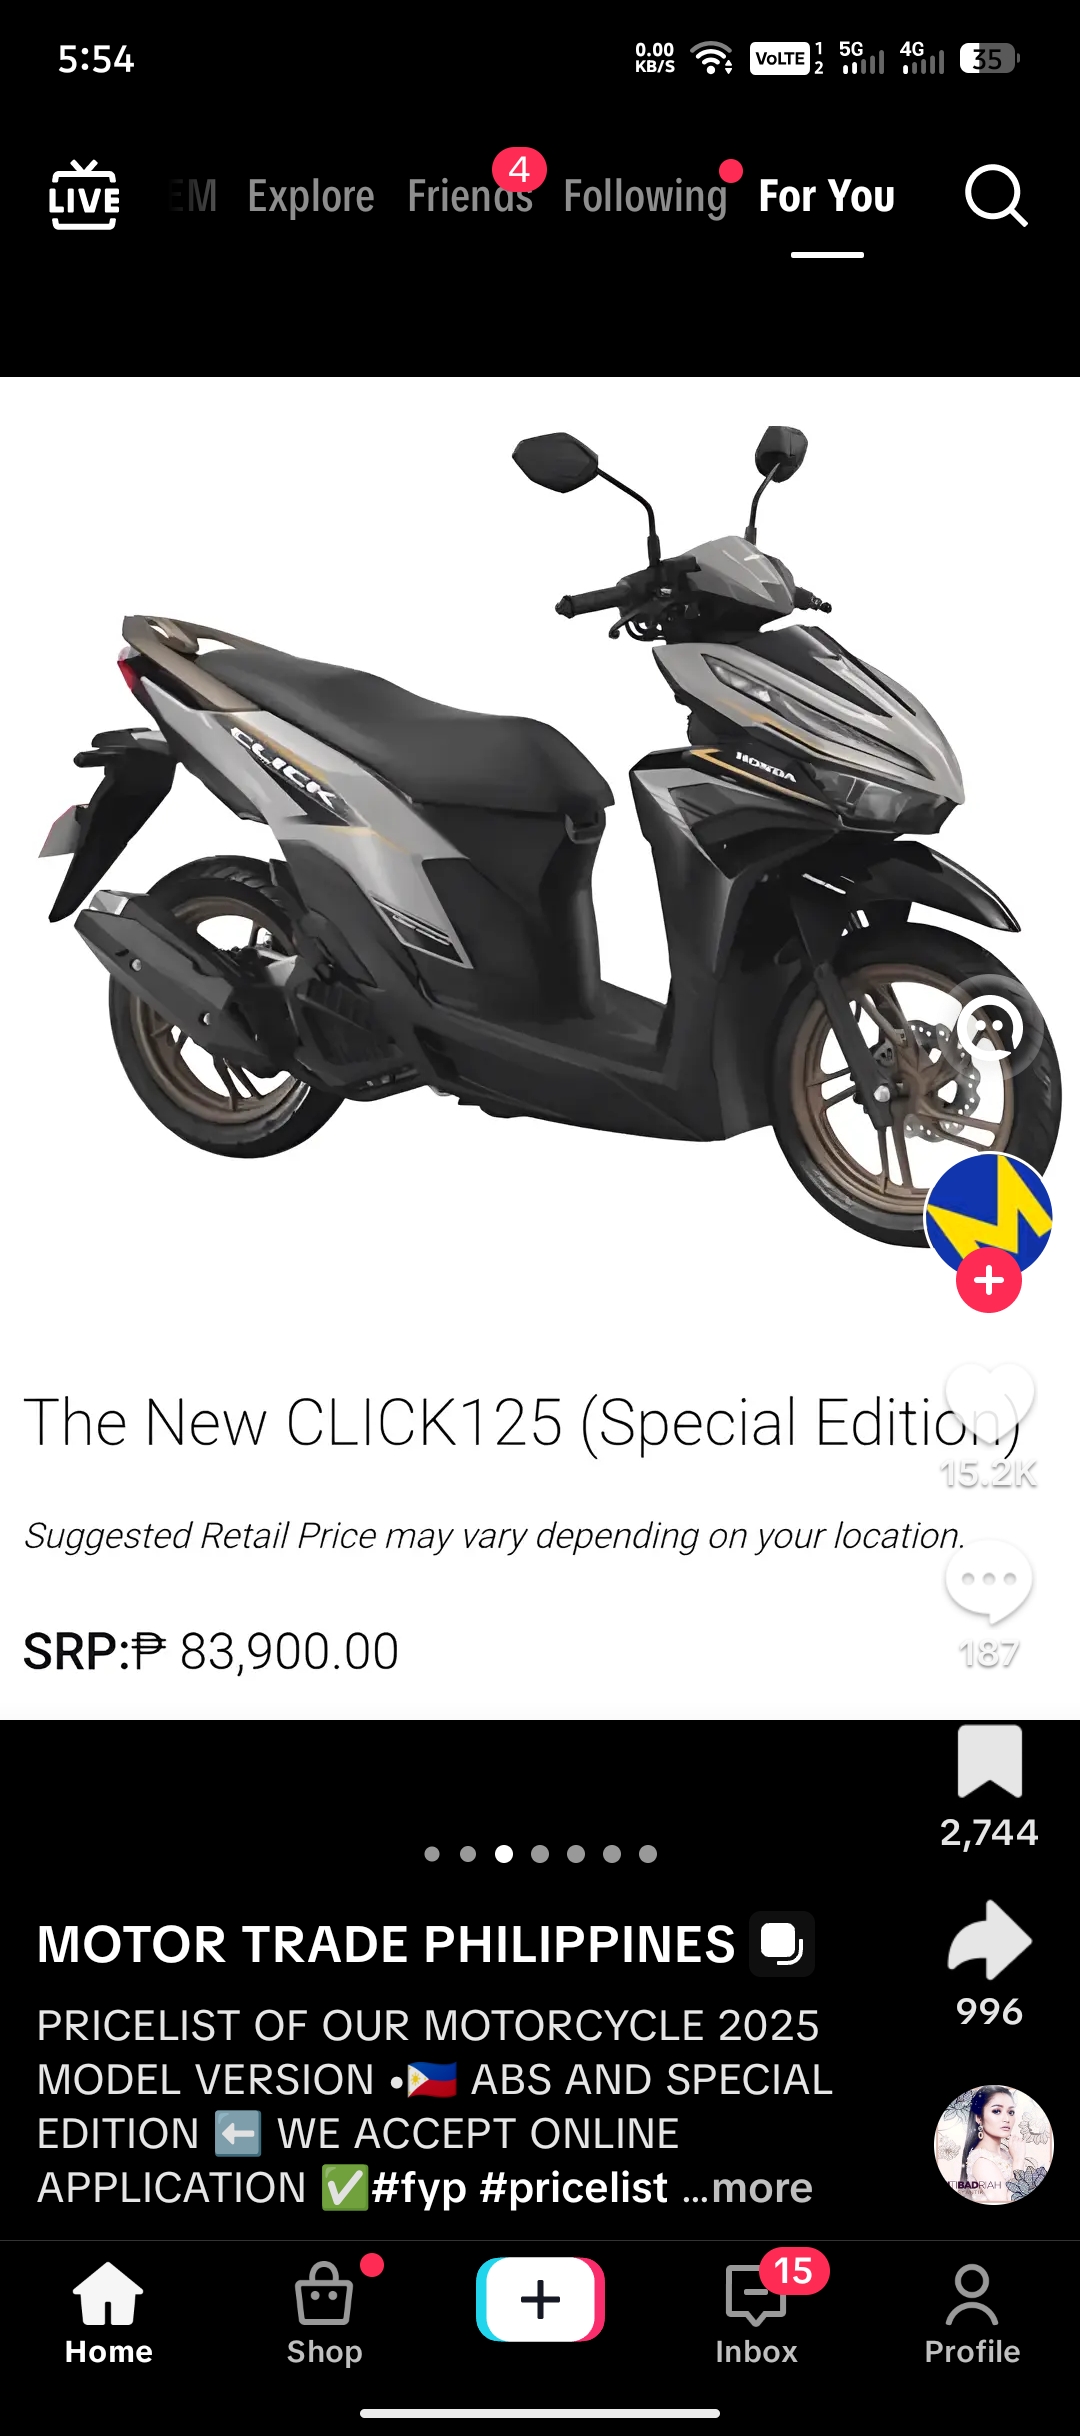 5:54
0.00
KB/S
VoLTE
1
2
5G
4G
35
LIVE
EM
Explore
Friends
4
Following
For You
CLICK
HONDA
The New CLICK125 (Special Edition)
15.2K
Suggested Retail Price may vary depending on your location.
187
SRP:₱ 83,900.00
2,744
MOTOR TRADE PHILIPPINES
996
PRICELIST OF OUR MOTORCYCLE 2025
MODEL VERSION •🇵🇭 ABS AND SPECIAL
EDITION ⬅️ WE ACCEPT ONLINE
APPLICATION ✅#fyp #pricelist ...more
Home
Shop
15
Inbox
Profile